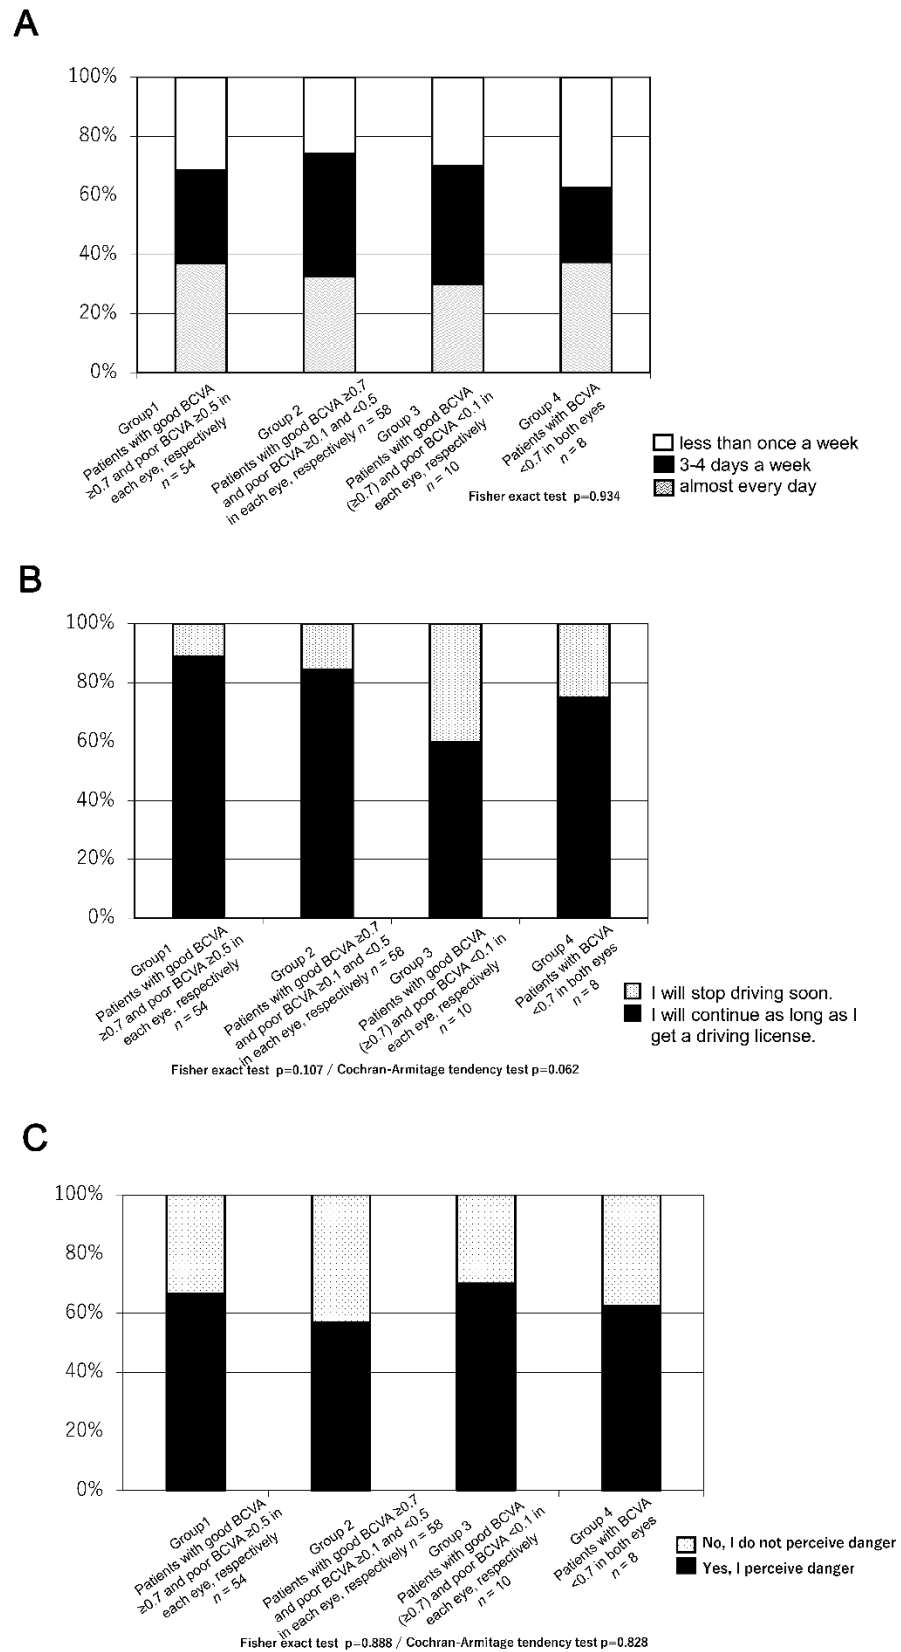 A
100%
80%
60%
40%
20%
0%
Group1
Patients with good BCVA
≥0.7 and poor BCVA ≥0.5 in
each eye, respectively
n = 54
Group 2
Patients with good BCVA ≥0.7
and poor BCVA ≥0.1 and <0.5
in each eye, respectively n = 58
Group 3
Patients with good BCVA
(≥0.7) and poor BCVA <0.1 in
each eye, respectively
n = 10
Group 4
Patients with BCVA
<0.7 in both eyes
n = 8
less than once a week
3-4 days a week
almost every day
Fisher exact test p=0.934
B
100%
80%
60%
40%
20%
0%
Group1
Patients with good BCVA
≥0.7 and poor BCVA ≥0.5 in
each eye, respectively
n = 54
Group 2
Patients with good BCVA ≥0.7
and poor BCVA ≥0.1 and <0.5
in each eye, respectively n = 58
Group 3
Patients with good BCVA
(≥0.7) and poor BCVA <0.1 in
each eye, respectively
n = 10
Group 4
Patients with BCVA
<0.7 in both eyes
n = 8
I will stop driving soon.
I will continue as long as I
get a driving license.
Fisher exact test p=0.107 / Cochran-Armitage tendency test p=0.062
C
100%
80%
60%
40%
20%
0%
Group1
Patients with good BCVA
≥0.7 and poor BCVA ≥0.5 in
each eye, respectively
n = 54
Group 2
Patients with good BCVA ≥0.7
and poor BCVA ≥0.1 and <0.5
in each eye, respectively n = 58
Group 3
Patients with good BCVA
(≥0.7) and poor BCVA <0.1 in
each eye, respectively
n = 10
Group 4
Patients with BCVA
<0.7 in both eyes
n = 8
No, I do not perceive danger
Yes, I perceive danger
Fisher exact test p=0.888 / Cochran-Armitage tendency test p=0.828